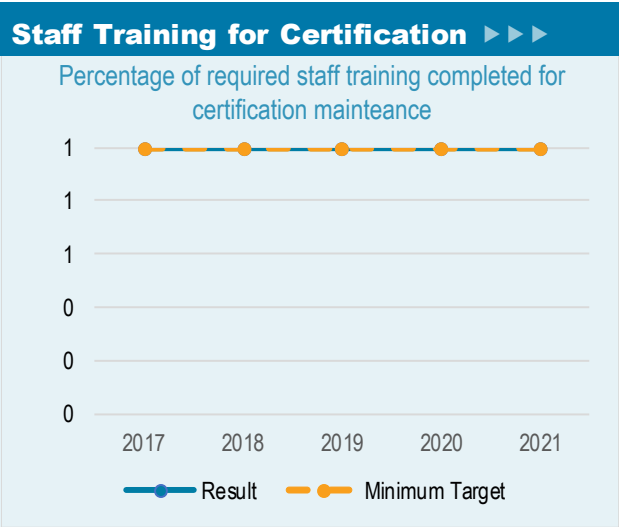 Staff Training for Certification ▶▶▶
Percentage of required staff training completed for
certification mainteance
1
1
1
0
0
0
2017 2018 2019 2020 2021
Result Minimum Target